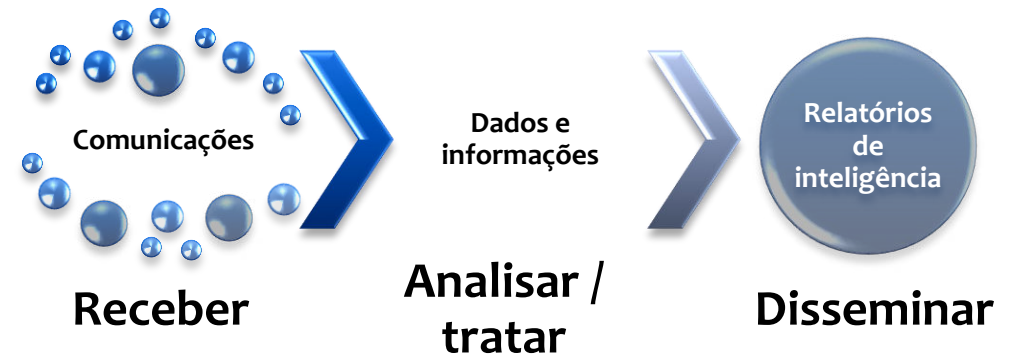 Comunicações
Dados e
informações
Relatórios
de
inteligência
Receber
Analisar /
tratar
Disseminar